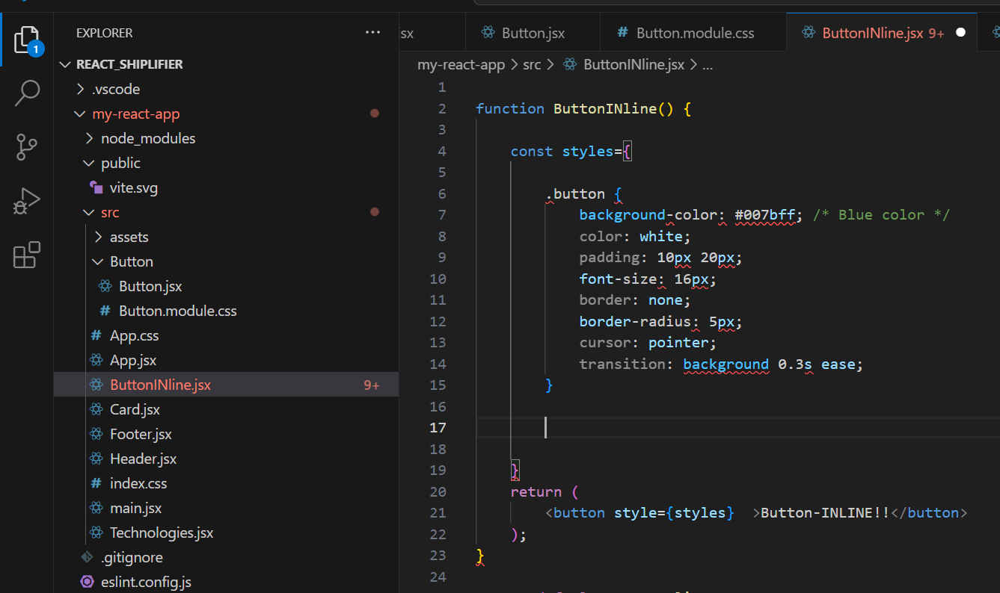 1
EXPLORER
REACT_SHIPLIFIER
.vscode
my-react-app
node_modules
public
vite.svg
src
assets
Button
Button.jsx
Button.module.css
App.css
App.jsx
ButtonINline.jsx 9+
Card.jsx
Footer.jsx
Header.jsx
index.css
main.jsx
Technologies.jsx
.gitignore
eslint.config.js
sx Button.jsx Button.module.css ButtonINline.jsx 9+
my-react-app > src > ButtonINline.jsx > ...
1
2 function ButtonINline() {
3
4 const styles={
5
6 .button {
7 background-color: #007bff; /* Blue color */
8 color: white;
9 padding: 10px 20px;
10 font-size: 16px;
11 border: none;
12 border-radius: 5px;
13 cursor: pointer;
14 transition: background 0.3s ease;
15 }
16
17
18
19 }
20 return (
21 <button style={styles} >Button-INLINE!!</button>
22 );
23 }
24